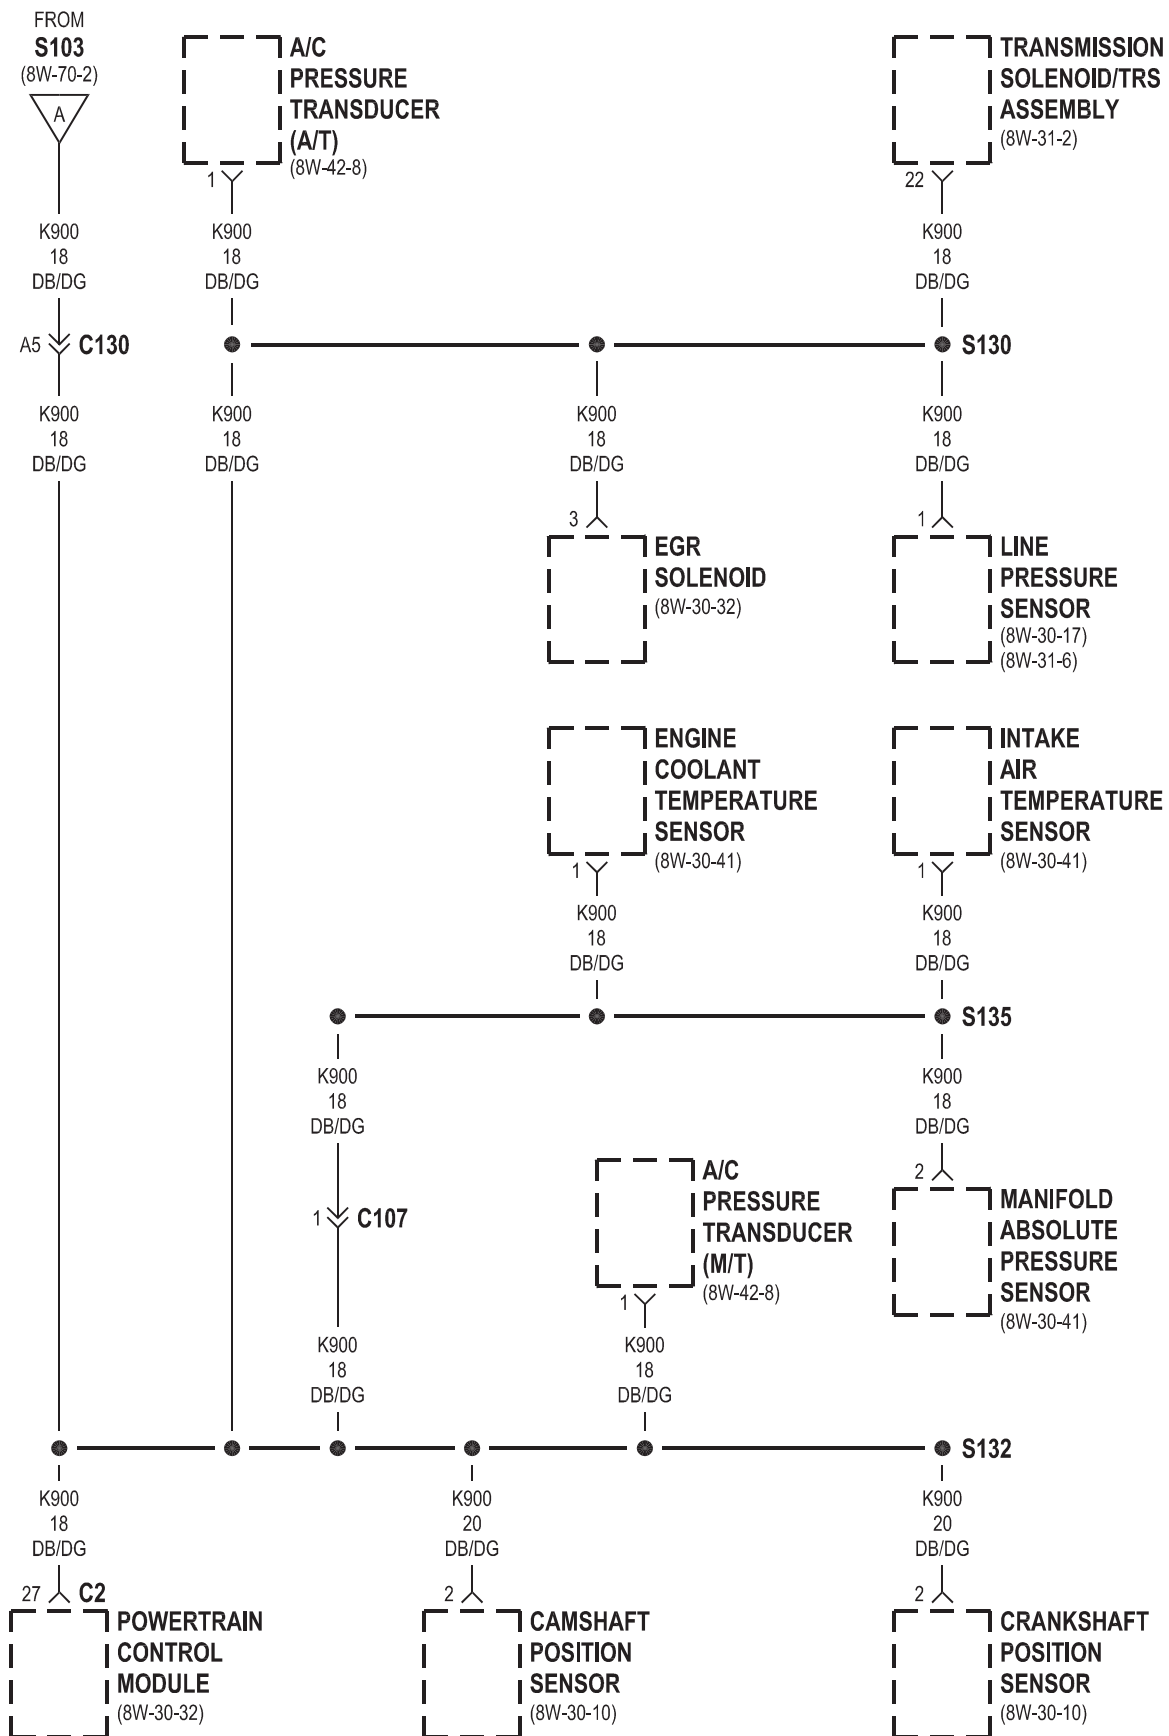 FROM
S103
(8W-70-2)
A
A/C
PRESSURE
TRANSDUCER
(A/T)
(8W-42-8)
1
TRANSMISSION
SOLENOID/TRS
ASSEMBLY
(8W-31-2)
22
K900
18
DB/DG
K900
18
DB/DG
K900
18
DB/DG
A5
C130
S130
K900
18
DB/DG
K900
18
DB/DG
K900
18
DB/DG
K900
18
DB/DG
3
EGR
SOLENOID
(8W-30-32)
1
LINE
PRESSURE
SENSOR
(8W-30-17)
(8W-31-6)
ENGINE
COOLANT
TEMPERATURE
SENSOR
(8W-30-41)
1
INTAKE
AIR
TEMPERATURE
SENSOR
(8W-30-41)
1
K900
18
DB/DG
K900
18
DB/DG
S135
K900
18
DB/DG
K900
18
DB/DG
1
C107
A/C
PRESSURE
TRANSDUCER
(M/T)
(8W-42-8)
1
2
MANIFOLD
ABSOLUTE
PRESSURE
SENSOR
(8W-30-41)
K900
18
DB/DG
K900
18
DB/DG
S132
K900
18
DB/DG
K900
20
DB/DG
K900
20
DB/DG
27
C2
POWERTRAIN
CONTROL
MODULE
(8W-30-32)
2
CAMSHAFT
POSITION
SENSOR
(8W-30-10)
2
CRANKSHAFT
POSITION
SENSOR
(8W-30-10)